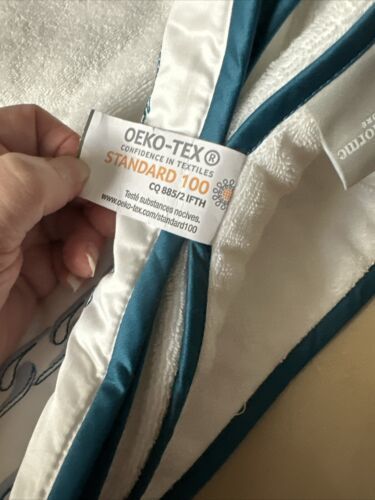 OEKO-TEX®
CONFIDENCE IN TEXTILES
STANDARD 100
CQ 885/2 IFTH
Testé substances nocives.
www.oeko-tex.com/standard100